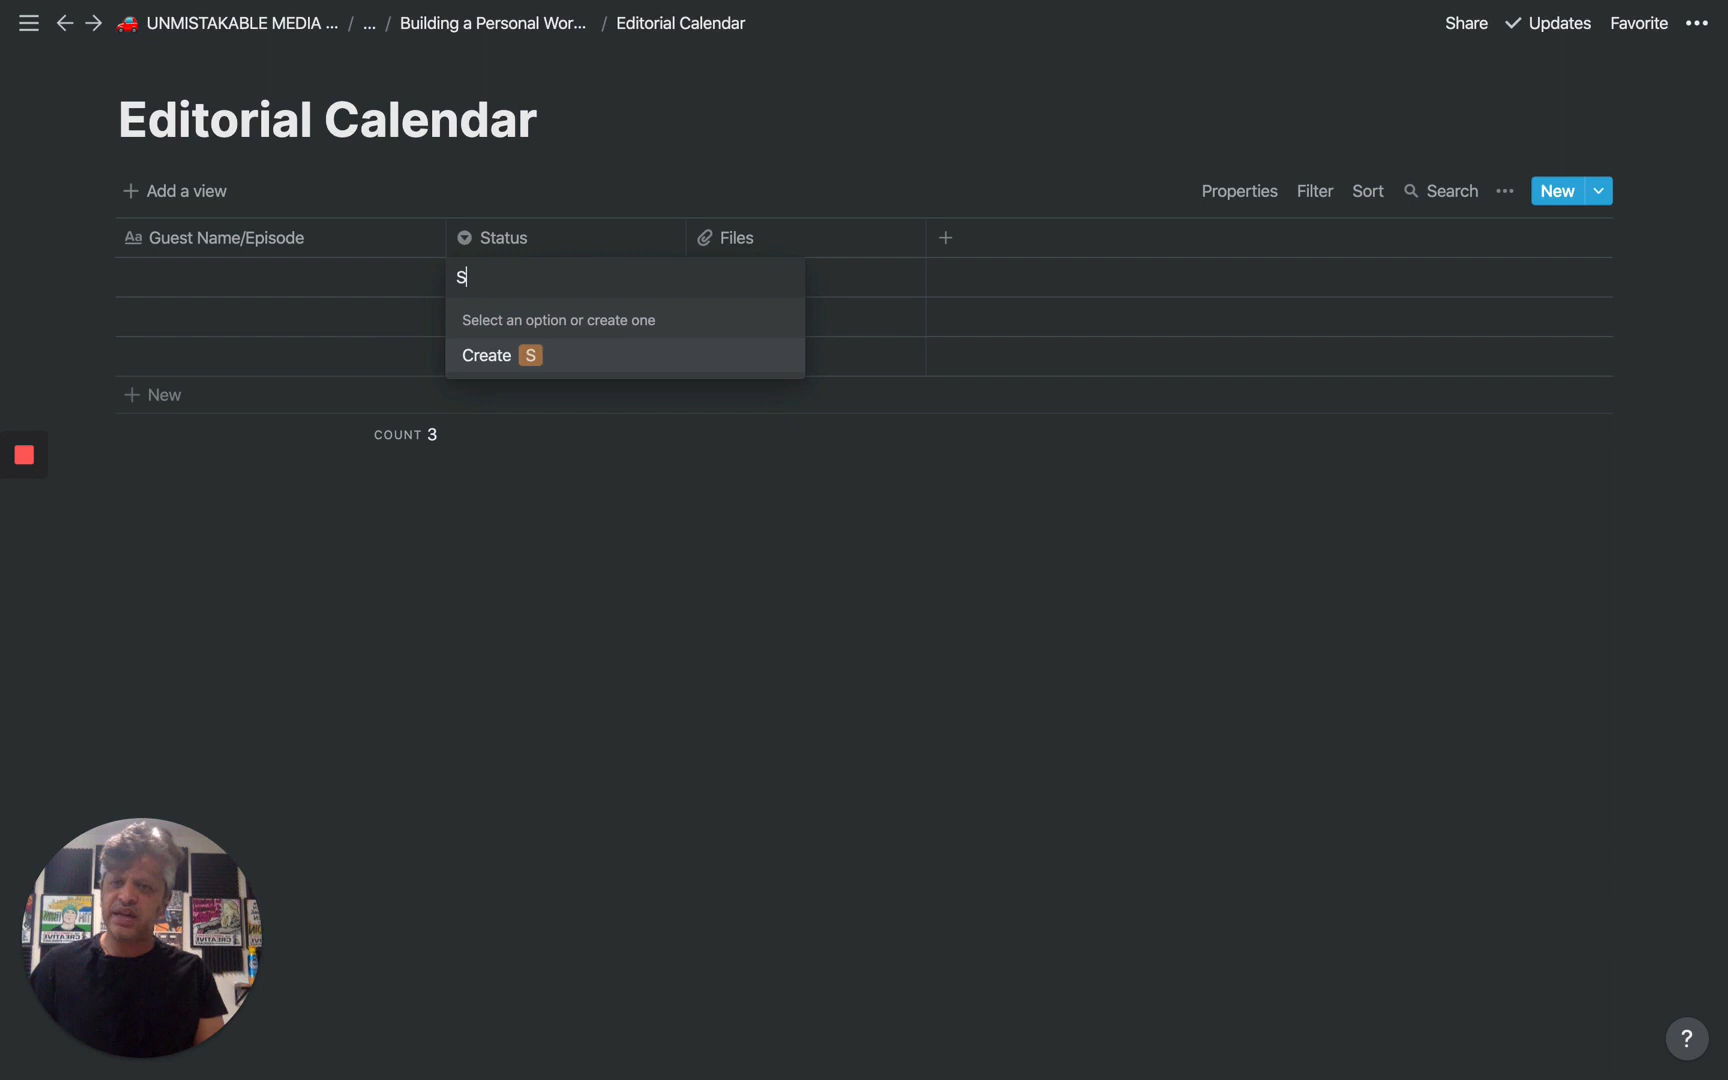 UNMISTAKABLE MEDIA ... / ... / Building a Personal Wor... / Editorial Calendar
Share Updates Favorite
Editorial Calendar
Add a view
Properties Filter Sort Search New
Aa Guest Name/Episode Status Files
S
Select an option or create one
Create S
New
COUNT 3
?